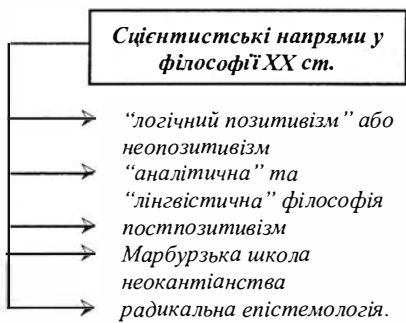 Сцієнтистські напрями у
філософії XX ст.
“логічний позитивізм” або
неопозитивізм
“аналітична” та
“лінгвістична” філософія
постпозитивізм
Марбурзька школа
неокантіанства
радикальна епістемологія.